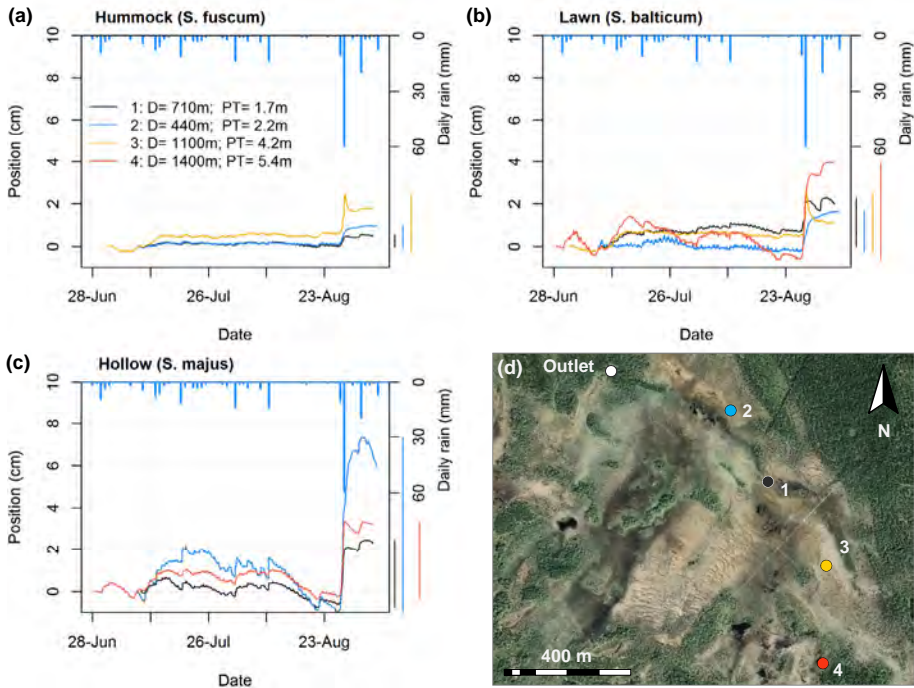 (a)
Hummock (S. fuscum)
10
8
6
4
2
0
Position (cm)
0
30
60
Daily rain (mm)
1: D= 710m; PT= 1.7m
2: D= 440m; PT= 2.2m
3: D= 1100m; PT= 4.2m
4: D= 1400m; PT= 5.4m
28-Jun
26-Jul
23-Aug
Date
(b)
Lawn (S. balticum)
10
8
6
4
2
0
Position (cm)
0
30
60
Daily rain (mm)
28-Jun
26-Jul
23-Aug
Date
(c)
Hollow (S. majus)
10
8
6
4
2
0
Position (cm)
0
30
60
Daily rain (mm)
28-Jun
26-Jul
23-Aug
Date
(d)
Outlet
2
N
1
3
4
400 m